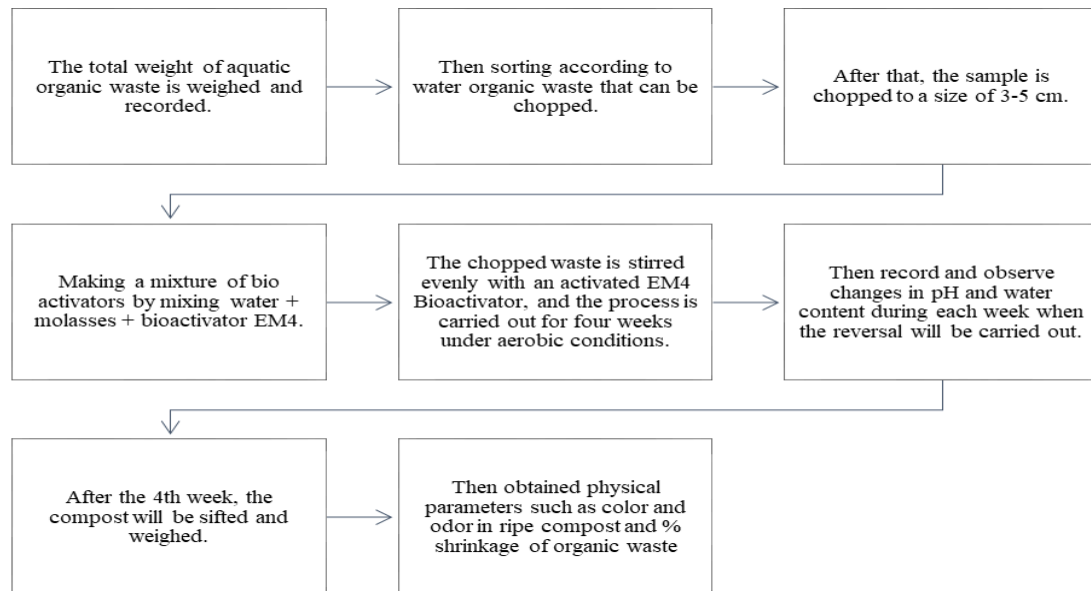 The total weight of aquatic
organic waste is weighed and
recorded.
Then sorting according to
water organic waste that can be
chopped.
After that, the sample is
chopped to a size of 3-5 cm.
Making a mixture of bio
activators by mixing water +
molasses + bioactivator EM4.
The chopped waste is stirred
evenly with an activated EM4
Bioactivator, and the process is
carried out for four weeks
under aerobic conditions.
Then record and observe
changes in pH and water
content during each week when
the reversal will be carried out.
After the 4th week, the
compost will be sifted and
weighed.
Then obtained physical
parameters such as color and
odor in ripe compost and %
shrinkage of organic waste